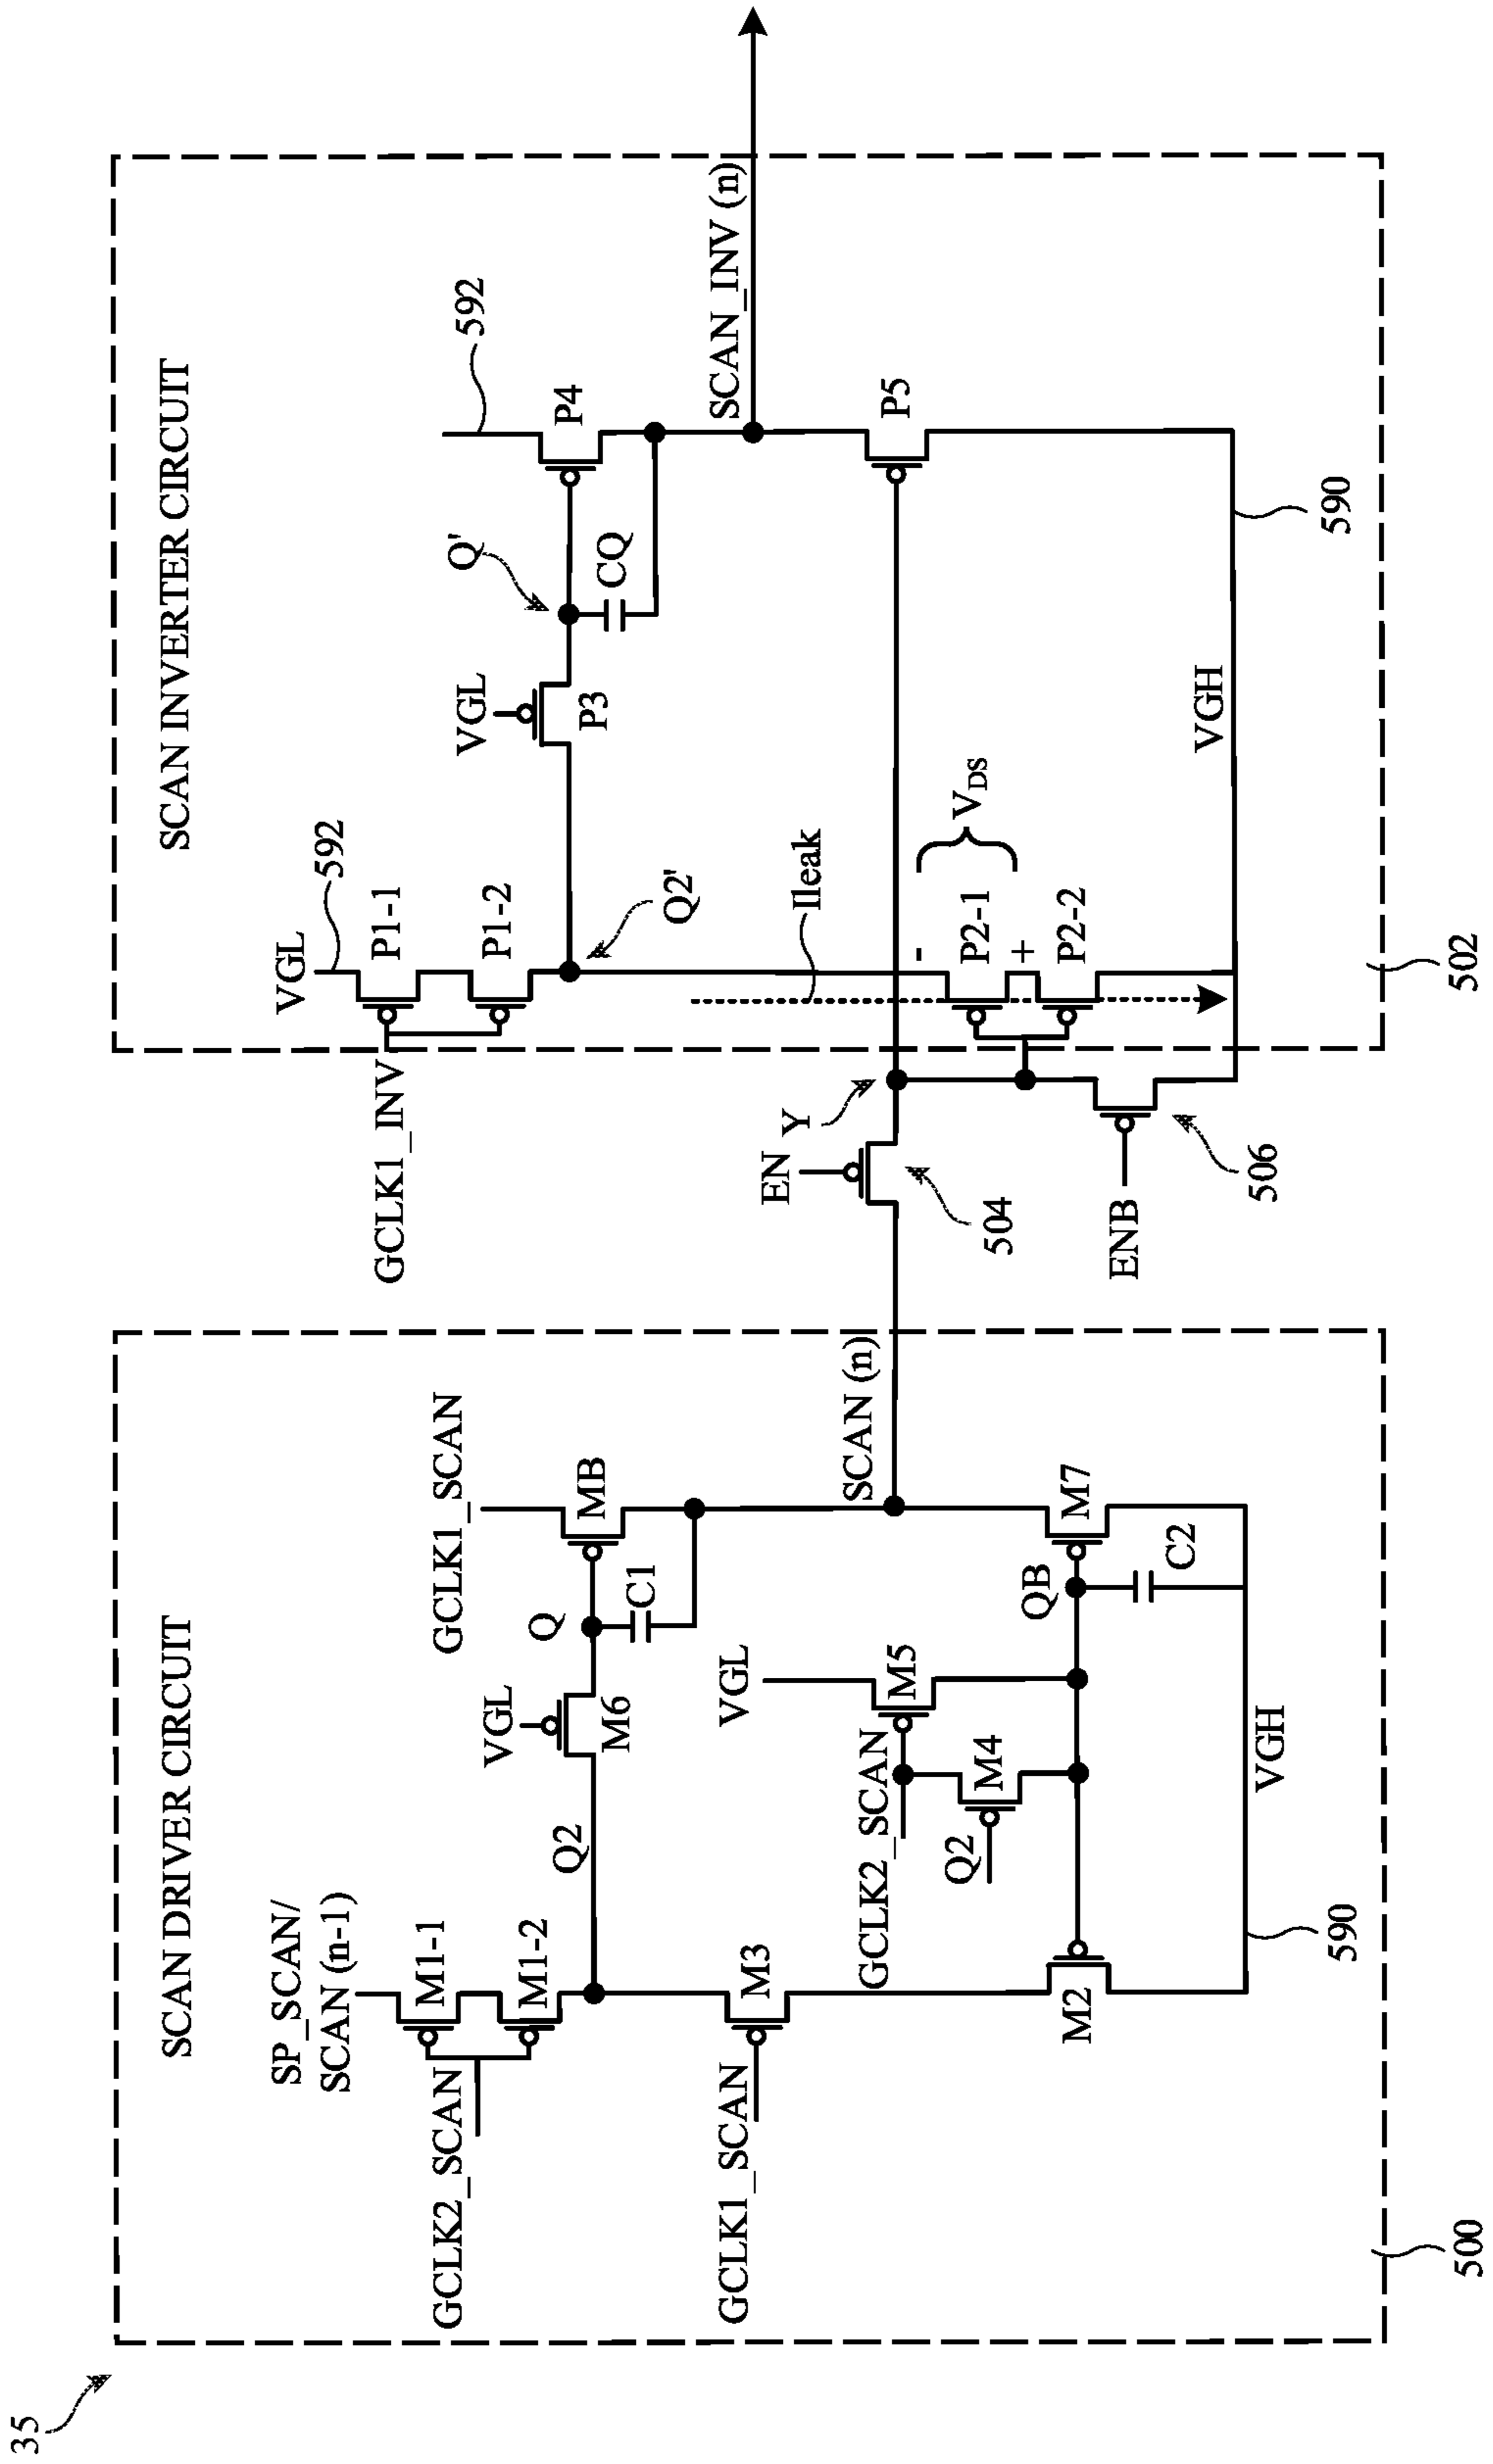 35
SCAN DRIVER CIRCUIT
SP_SCAN/
SCAN (n-1)
GCLK2_SCAN
M1-1
M1-2
Q2
VGL
M6
Q
C1
GCLK1_SCAN
MB
GCLK1_SCAN
M3
VGL
GCLK2_SCAN
M5
Q2
M4
QB
M2
M7
C2
SCAN (n)
VGH
590
500
EN
504
Y
ENB
506
SCAN INVERTER CIRCUIT
VGL
592
GCLK1_INV
P1-1
P1-2
Q2'
VGL
P3
Q'
CQ
592
P4
SCAN_INV (n)
Ileak
-
P2-1
+
P2-2
VDS
P5
VGH
590
502